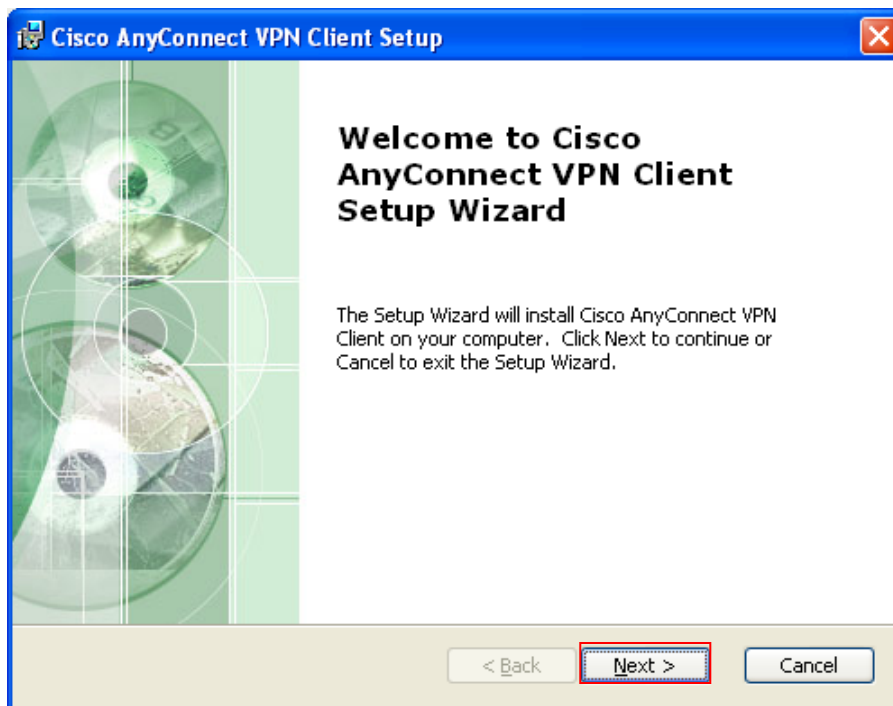 Cisco AnyConnect VPN Client Setup
Welcome to Cisco
AnyConnect VPN Client
Setup Wizard
The Setup Wizard will install Cisco AnyConnect VPN
Client on your computer.  Click Next to continue or
Cancel to exit the Setup Wizard.
< Back
Next >
Cancel